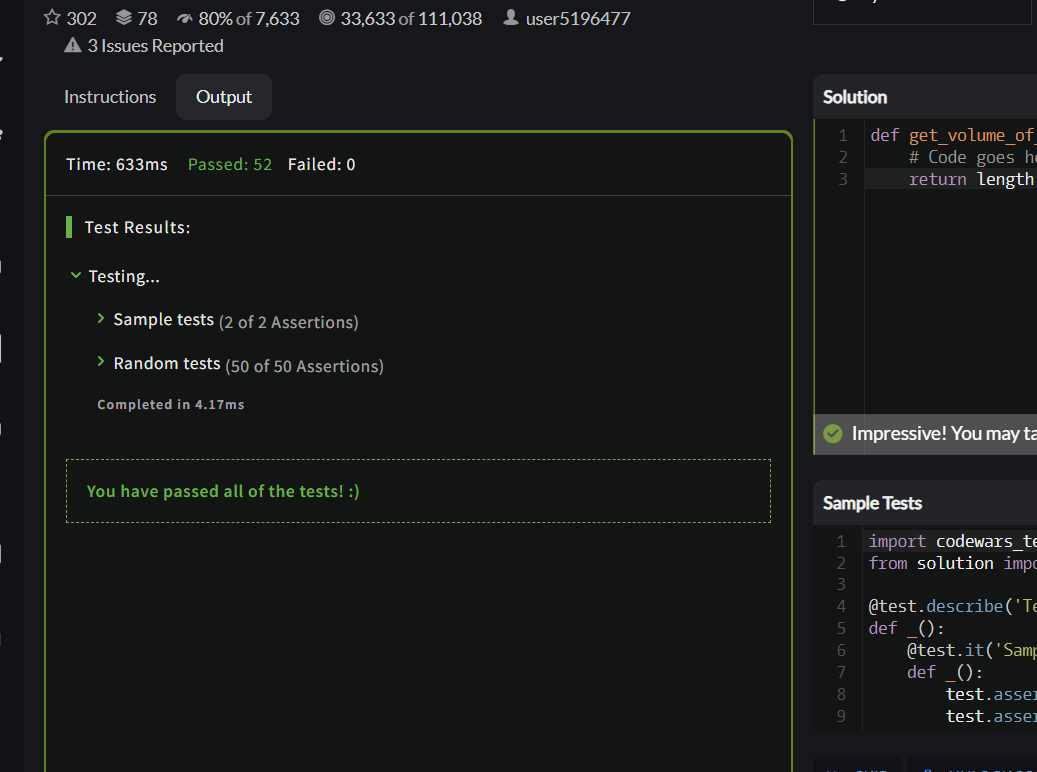 302 78 80% of 7,633 33,633 of 111,038 user5196477
3 Issues Reported
Instructions Output
Time: 633ms Passed: 52 Failed: 0
Test Results:
Testing...
Sample tests (2 of 2 Assertions)
Random tests (50 of 50 Assertions)
Completed in 4.17ms
You have passed all of the tests! :)
Solution
1 def get_volume_of_
2 # Code goes he
3 return length
Impressive! You may ta
Sample Tests
1 import codewars_te
2 from solution impo
3
4 @test.describe('Te
5 def _():
6 @test.it('Samp
7 def _():
8 test.asser
9 test.asser